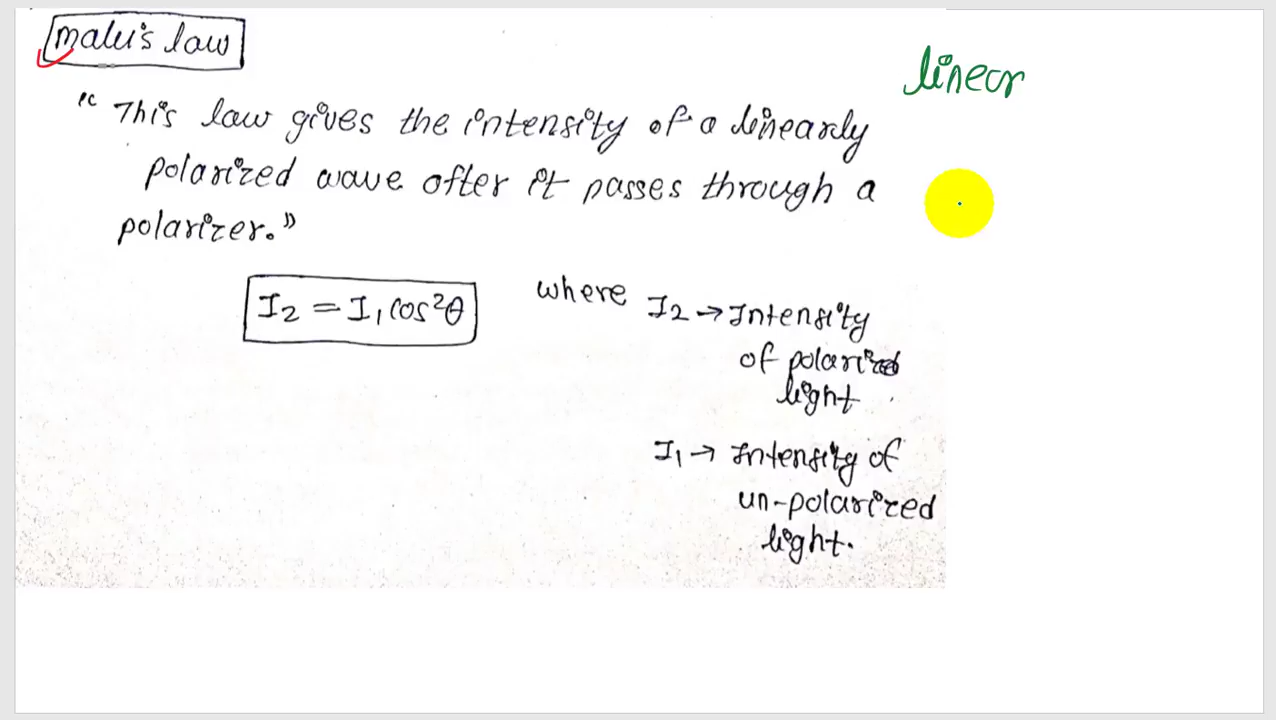 malu's law
linear
"This law gives the intensity of a linearly
polarized wave after it passes through a
polarizer."
I₂ = I₁ cos²θ
where I₂ → Intensity
of polarized
light
I₁ → Intensity of
un-polarized
light.